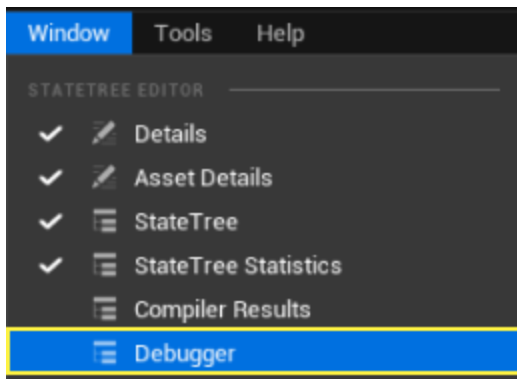 Window Tools Help
STATETREE EDITOR
Details
Asset Details
StateTree
StateTree Statistics
Compiler Results
Debugger